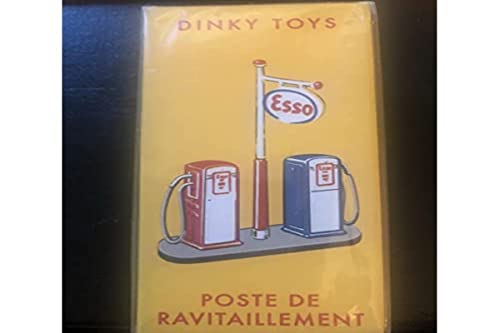 DINKY TOYS
Esso
POSTE DE
RAVITAILLEMENT